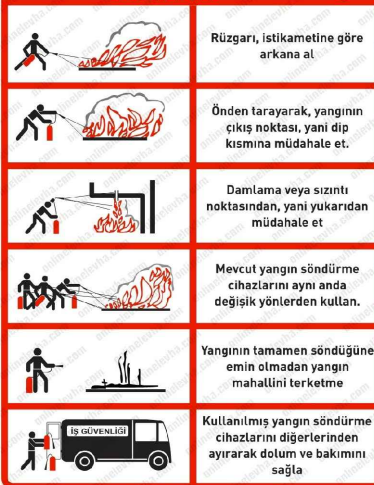 Rüzgarı, istikametine göre
arkana al
Önden tarayarak, yangının
çıkış noktası, yani dip
kısmına müdahale et.
Damlama veya sızıntı
noktasından, yani yukarıdan
müdahale et
Mevcut yangın söndürme
cihazlarını aynı anda
değişik yönlerden kullan.
Yangının tamamen söndüğüne
emin olmadan yangın
mahallini terketme
İŞ GÜVENLİĞİ
Kullanılmış yangın söndürme
cihazlarını diğerlerinden
ayırarak dolum ve bakımını
sağla
onlinelevha.com